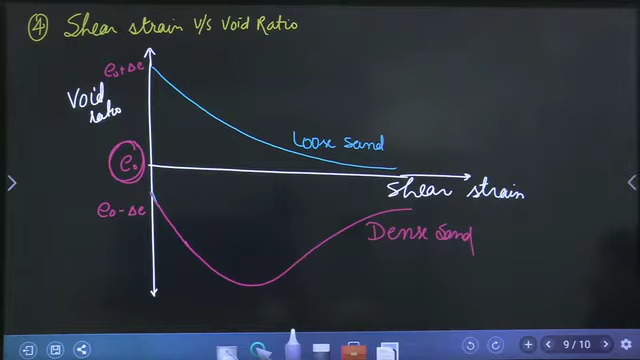 ④ Shear strain v/s Void Ratio
e₀+Δe
Void ratio
Loose Sand
e₀
Shear strain
e₀-Δe
Dense Sand
9 / 10